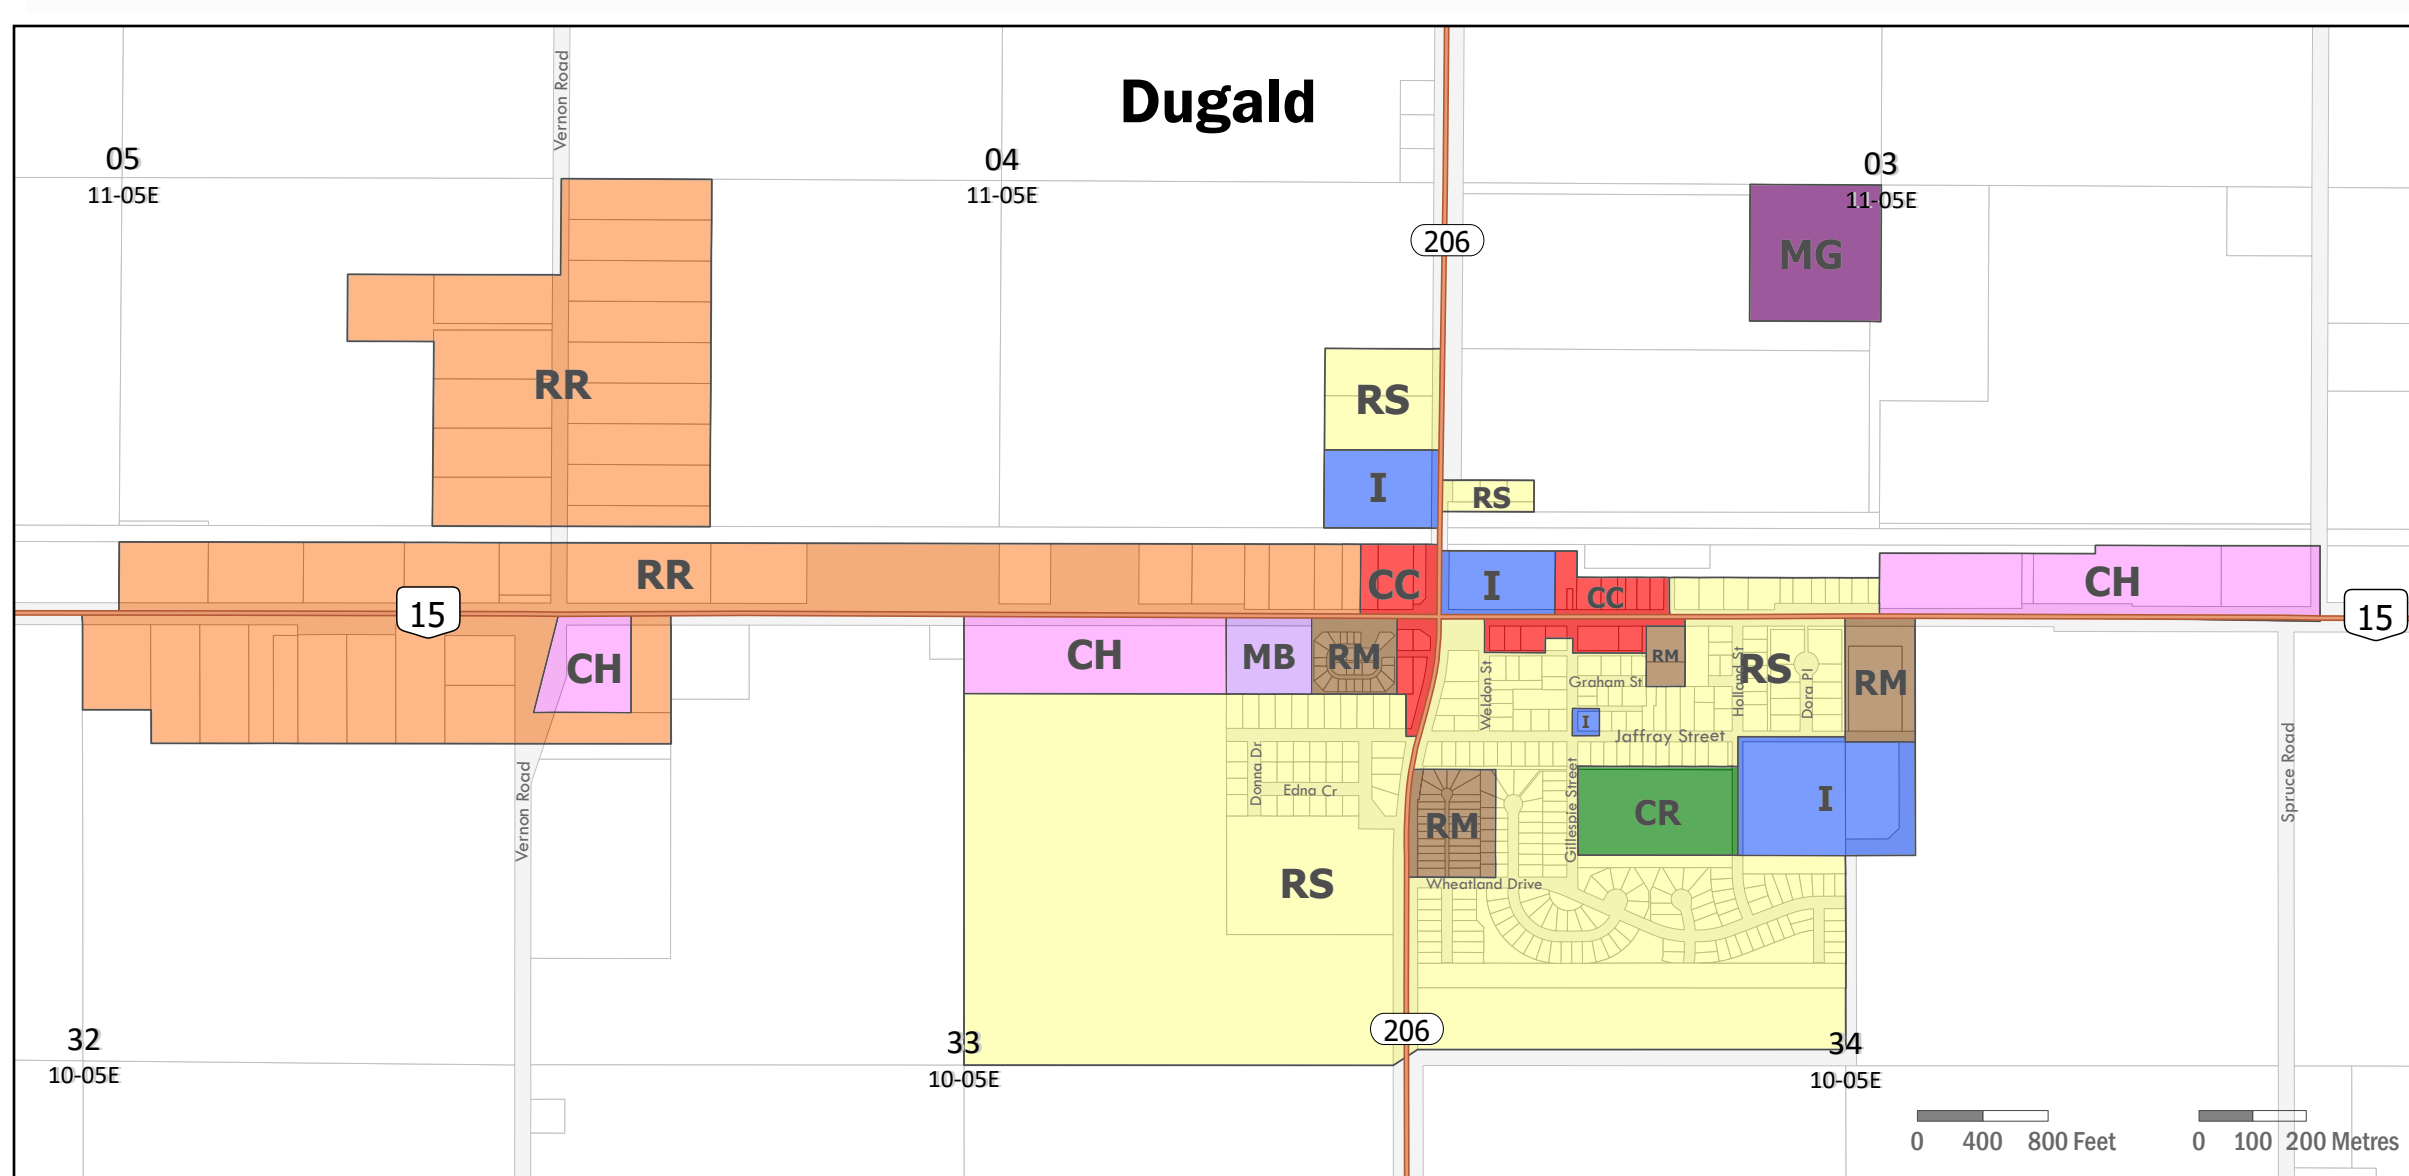 Dugald
Vernon Road
05
11-05E
04
11-05E
03
11-05E
206
MG
RR
RS
I
RS
RR
15
CC
I
CC
CH
15
CH
CH
MB
RM
RM
RS
RM
Weldon St
Graham St
Holland St
Dora Pl
I
Jaffray Street
Donna Dr
Edna Cr
Gillespie Street
RM
CR
I
Vernon Road
Spruce Road
RS
Wheatland Drive
206
32
10-05E
33
10-05E
34
10-05E
0 400 800 Feet
0 100 200 Metres